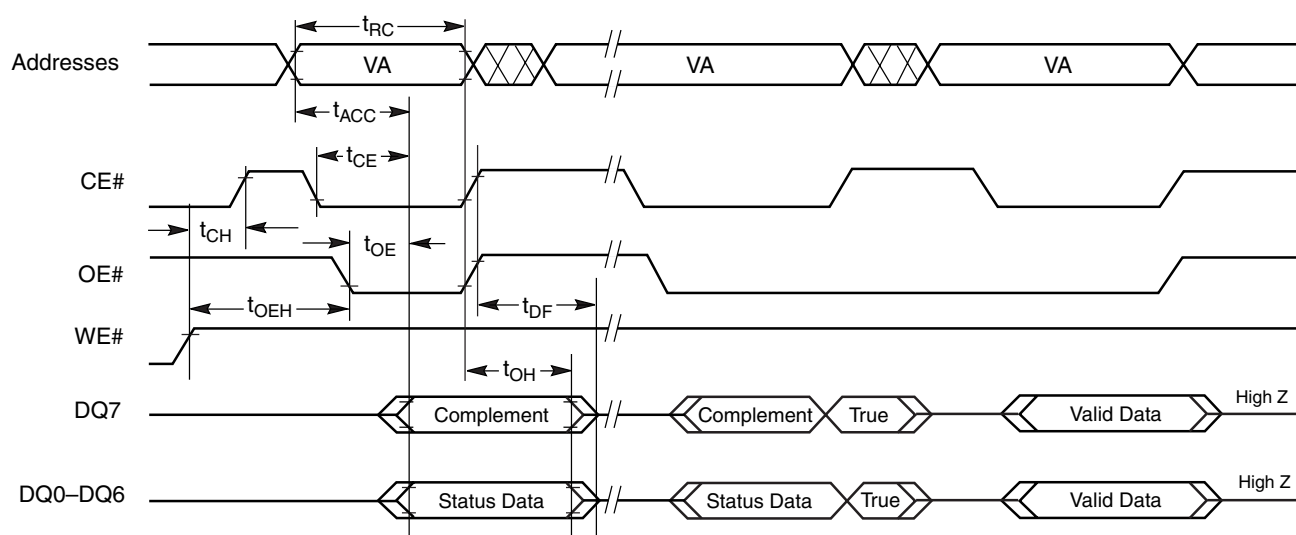 tRC
Addresses VA VA VA
tACC
tCE
CE#
tCH tOE
OE#
tOEH tDF
WE#
tOH
DQ7 Complement Complement True Valid Data High Z
DQ0–DQ6 Status Data Status Data True Valid Data High Z